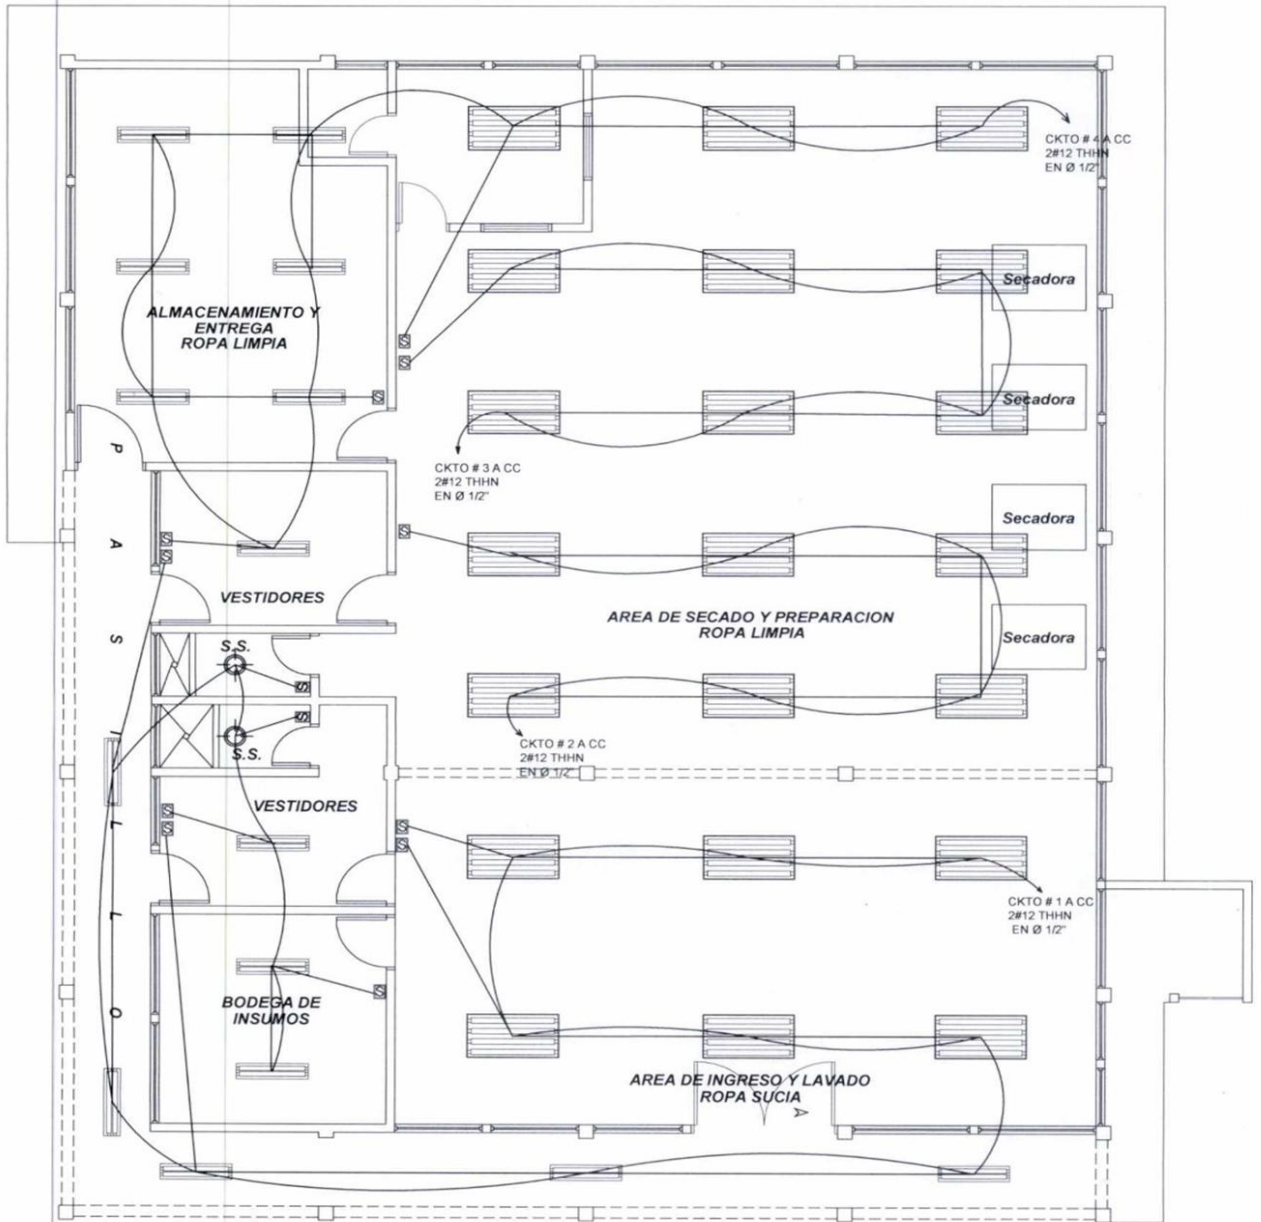 CKTO # 4 A CC
2#12 THHN
EN Ø 1/2"
Secadora
ALMACENAMIENTO Y
ENTREGA
ROPA LIMPIA
Secadora
CKTO # 3 A CC
2#12 THHN
EN Ø 1/2"
Secadora
VESTIDORES
AREA DE SECADO Y PREPARACION
ROPA LIMPIA
Secadora
S.S.
S.S.
CKTO # 2 A CC
2#12 THHN
EN Ø 1/2"
VESTIDORES
P A S I L L O
CKTO # 1 A CC
2#12 THHN
EN Ø 1/2"
BODEGA DE
INSUMOS
AREA DE INGRESO Y LAVADO
ROPA SUCIA
A
S
S
S
S
S
S
S
S
S
S
S
S
S